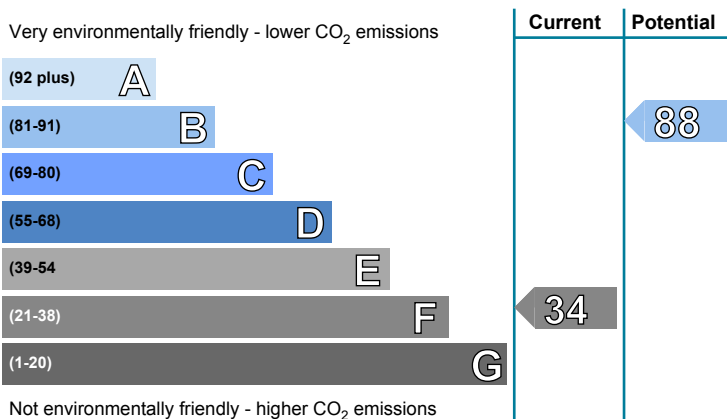 Current Potential
Very environmentally friendly - lower CO2 emissions
(92 plus) A
(81-91) B 88
(69-80) C
(55-68) D
(39-54 E
(21-38) F 34
(1-20) G
Not environmentally friendly - higher CO2 emissions